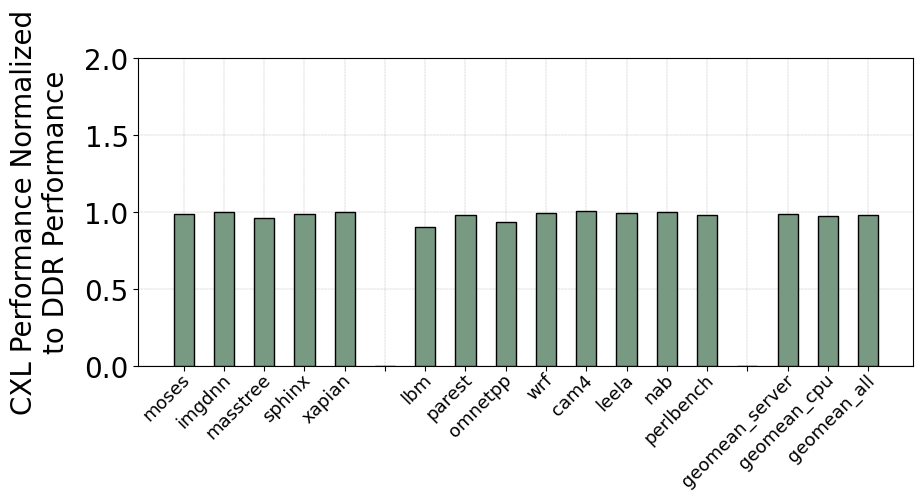 CXL Performance Normalized
to DDR Performance
2.0
1.5
1.0
0.5
0.0
moses
imgdnn
masstree
sphinx
xapian
lbm
parest
omnetpp
wrf
cam4
leela
nab
perlbench
geomean_server
geomean_cpu
geomean_all